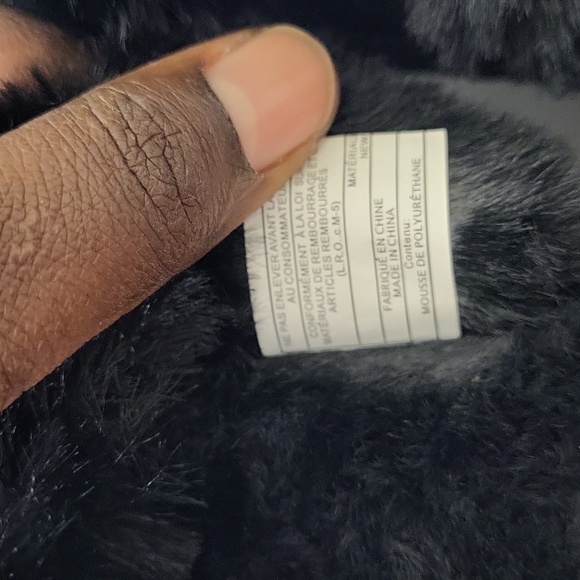 NE PAS ENLEVER AVANT
AU CONSOMMATEUR
CONFORMÉMENT À LA LOI
MATÉRIAUX DE REMBOURRAGE ET
ARTICLES REMBOURRÉS
(L.R.O. c M-5)
MATÉRIAU
NEW
FABRIQUÉ EN CHINE
MADE IN CHINA
Contenu:
MOUSSE DE POLYURÉTHANE